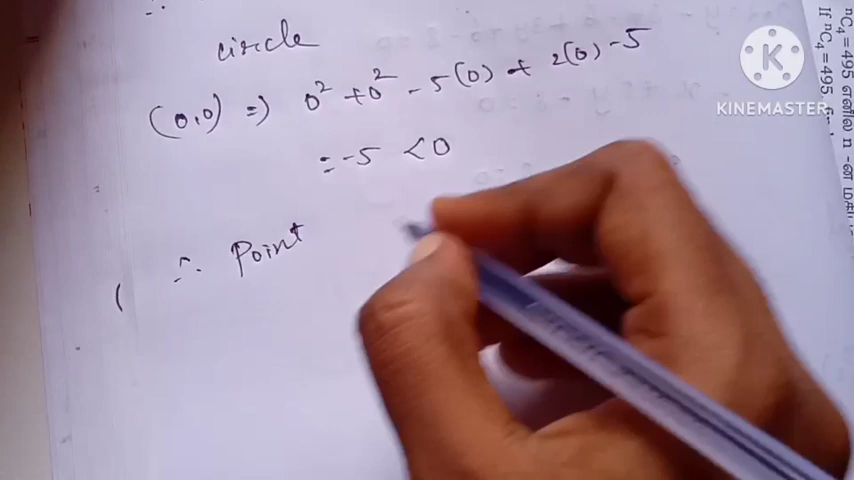 circle
(0,0) => 0² + 0² - 5(0) + 2(0) - 5
= -5 < 0
∴ Point
(
KINEMASTER
ⁿC₄ = 495 எனில் n -ன்
If ⁿC₄ = 495,